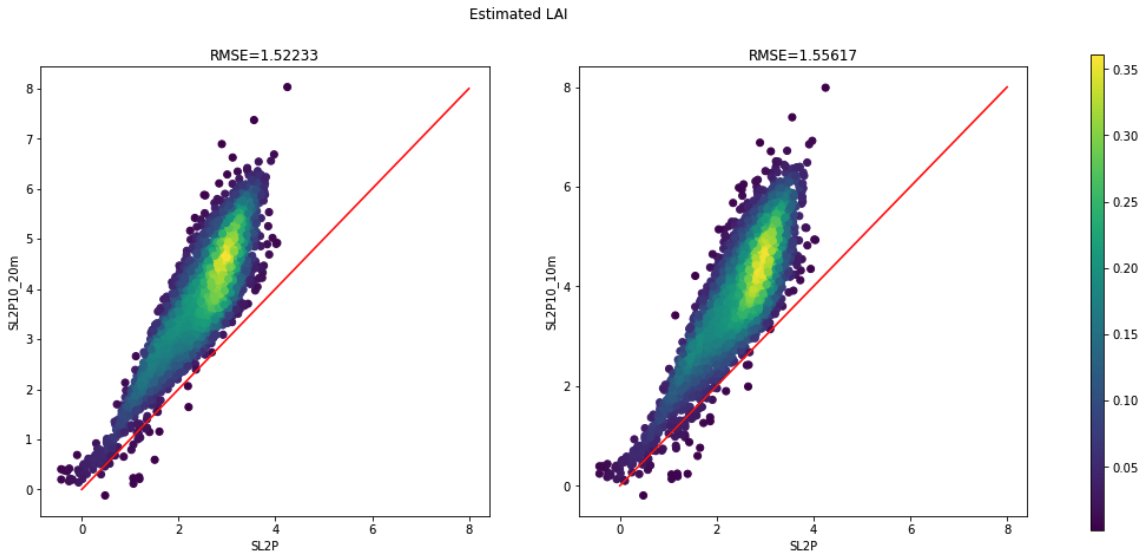 Estimated LAI
RMSE=1.52233
8
7
6
5
4
3
2
1
0
SL2P10_20m
0 2 4 6 8
SL2P
RMSE=1.55617
8
6
4
2
0
SL2P10_10m
0 2 4 6 8
SL2P
0.35
0.30
0.25
0.20
0.15
0.10
0.05